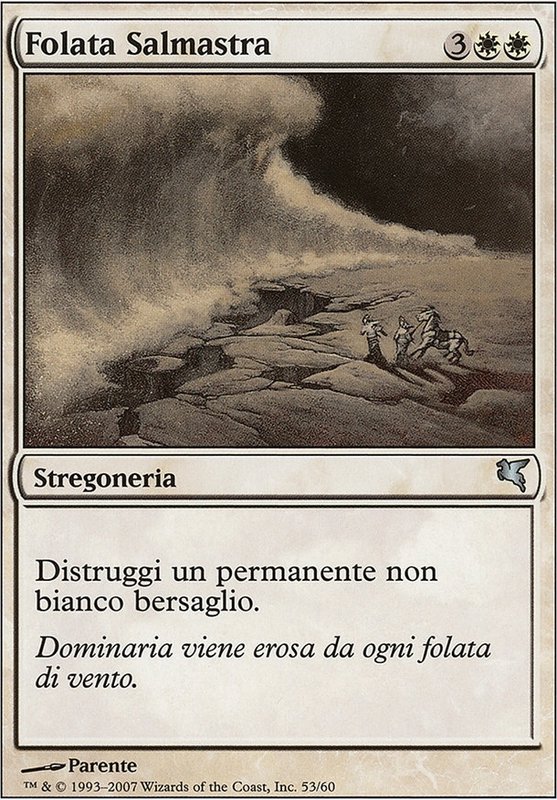 Folata Salmastra 3
Stregoneria
Distruggi un permanente non
bianco bersaglio.
Dominaria viene erosa da ogni folata
di vento.
Parente
™ & © 1993–2007 Wizards of the Coast, Inc. 53/60